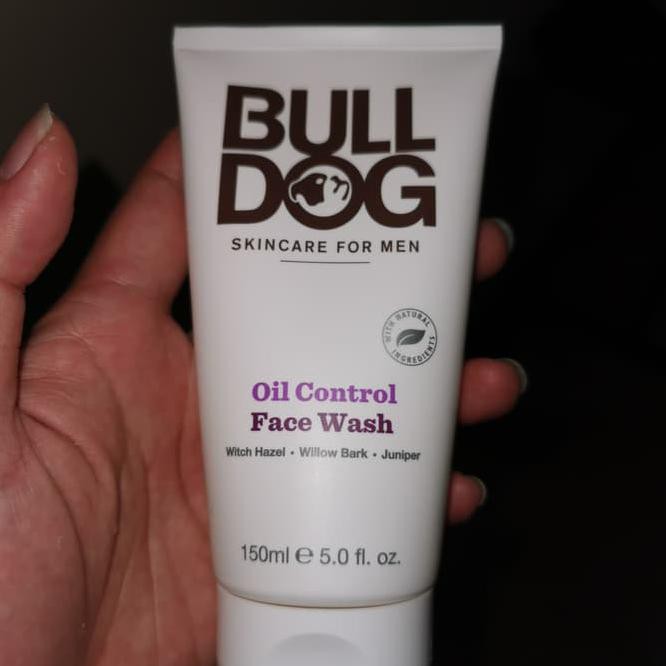 BULL
DOG
SKINCARE FOR MEN
WITH NATURAL
INGREDIENTS
Oil Control
Face Wash
Witch Hazel • Willow Bark • Juniper
150ml ℮ 5.0 fl. oz.